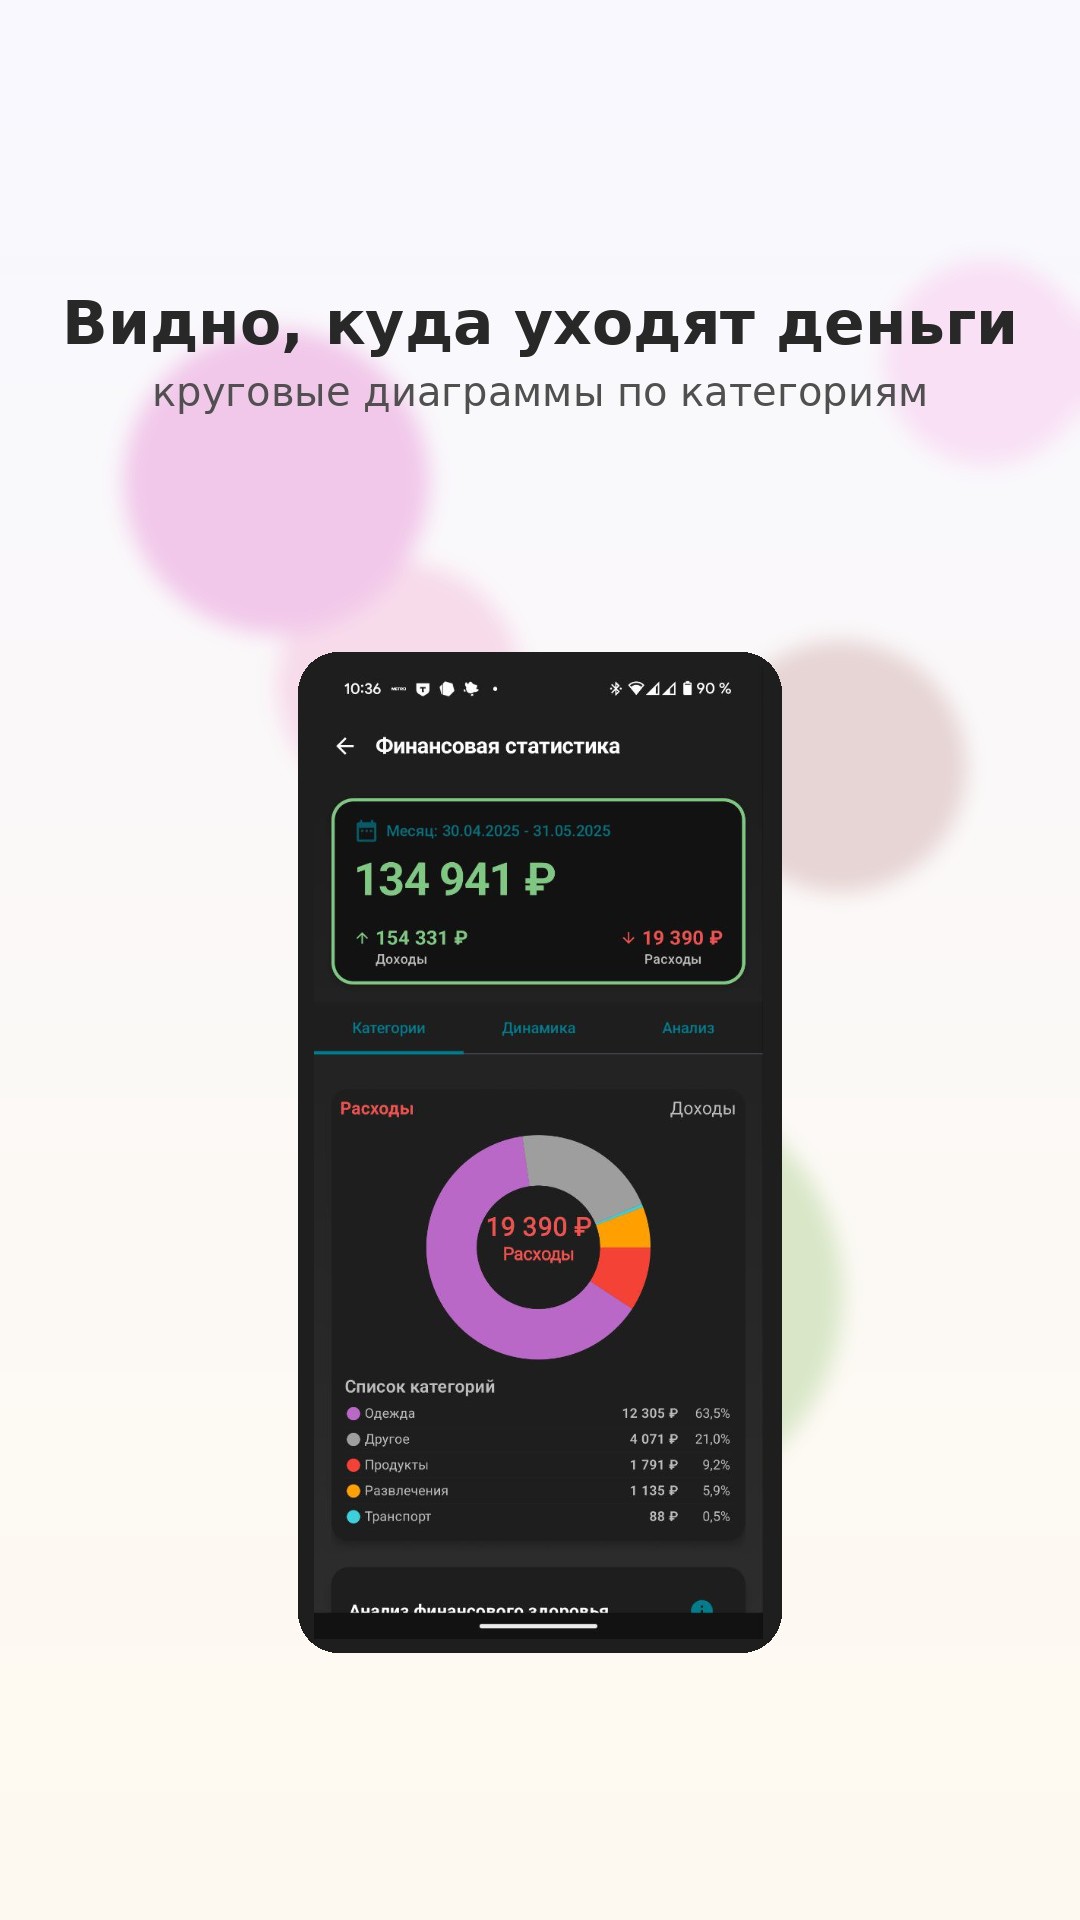 Видно, куда уходят деньги
круговые диаграммы по категориям
10:36 90 %
Финансовая статистика
Месяц: 30.04.2025 - 31.05.2025
134 941 ₽
154 331 ₽ 19 390 ₽
Доходы Расходы
Категории Динамика Анализ
Расходы Доходы
19 390 ₽
Расходы
Список категорий
Одежда 12 305 ₽ 63,5%
Другое 4 071 ₽ 21,0%
Продукты 1 791 ₽ 9,2%
Развлечения 1 135 ₽ 5,9%
Транспорт 88 ₽ 0,5%
Анализ финансового здоровья